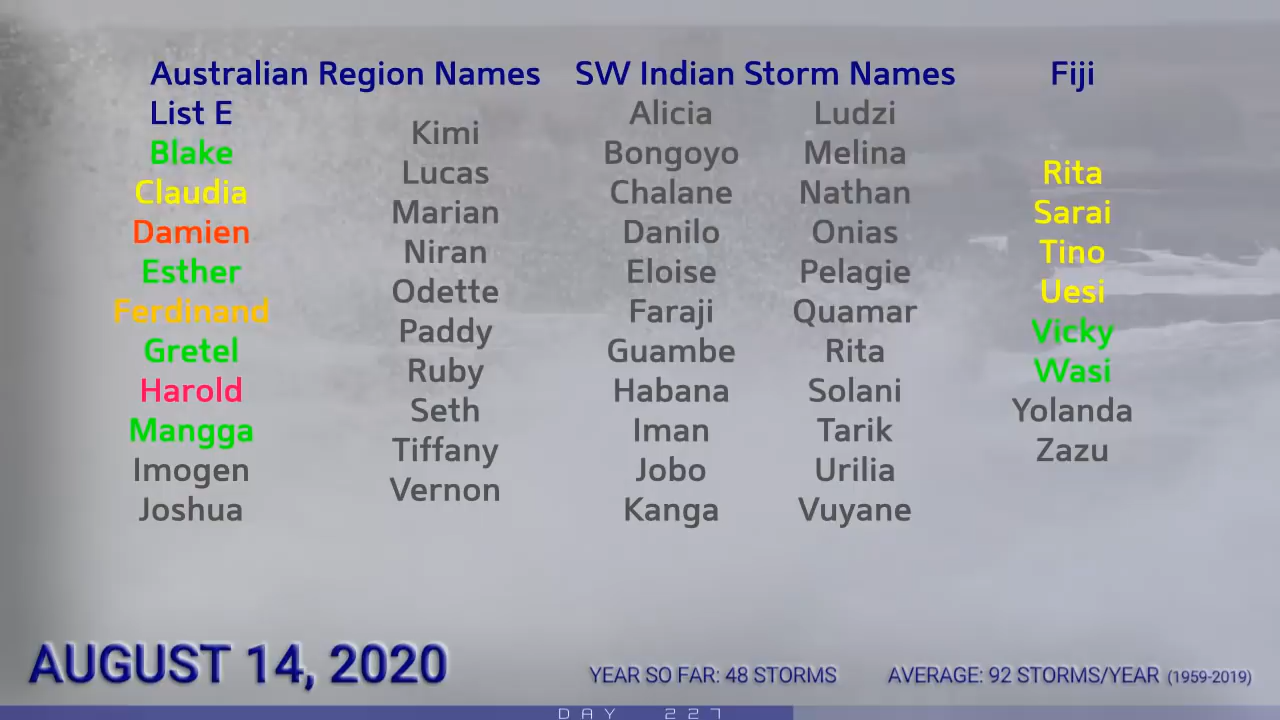 Australian Region Names
List E
Blake
Claudia
Damien
Esther
Ferdinand
Gretel
Harold
Mangga
Imogen
Joshua
Kimi
Lucas
Marian
Niran
Odette
Paddy
Ruby
Seth
Tiffany
Vernon
SW Indian Storm Names
Alicia
Bongoyo
Chalane
Danilo
Eloise
Faraji
Guambe
Habana
Iman
Jobo
Kanga
Ludzi
Melina
Nathan
Onias
Pelagie
Quamar
Rita
Solani
Tarik
Urilia
Vuyane
Fiji
Rita
Sarai
Tino
Uesi
Vicky
Wasi
Yolanda
Zazu
AUGUST 14, 2020
YEAR SO FAR: 48 STORMS
AVERAGE: 92 STORMS/YEAR (1959-2019)
DAY 227